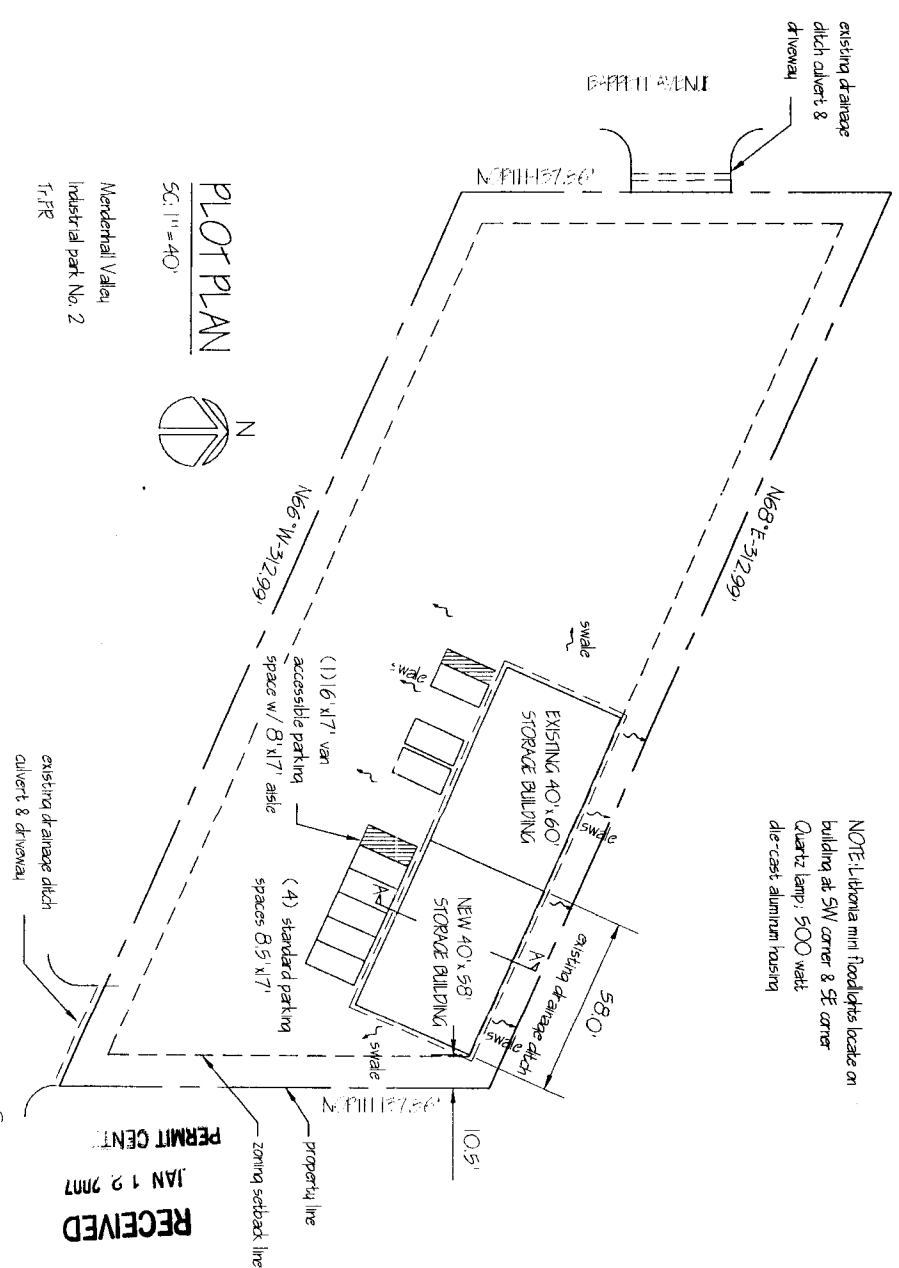 existing drainage
ditch culvert &
driveway
BARRETT AVENUE
NORTH-137.36'
PLOT PLAN
SC: 1" = 40'
Mendenhall Valley
Industrial park No. 2
Tr.FR
N
N66°W-312.99'
N68°E-312.99'
NOTE: Lithonia mini floodlights locate on
building at SW corner & SE corner
Quartz lamp; 500 watt
die-cast aluminum housing
swale
swale
EXISTING 40'x60'
STORAGE BUILDING
swale
NEW 40'x58'
STORAGE BUILDING
A
A
existing drainage ditch
58.0'
swale
swale
(1) 16'x17' van
accessible parking
space w/ 8'x17' aisle
(4) standard parking
spaces 8.5'x17'
existing drainage ditch
culvert & driveway
NORTH 137.36'
10.5'
property line
zoning setback line
RECEIVED
JAN 12 2007
PERMIT CENT